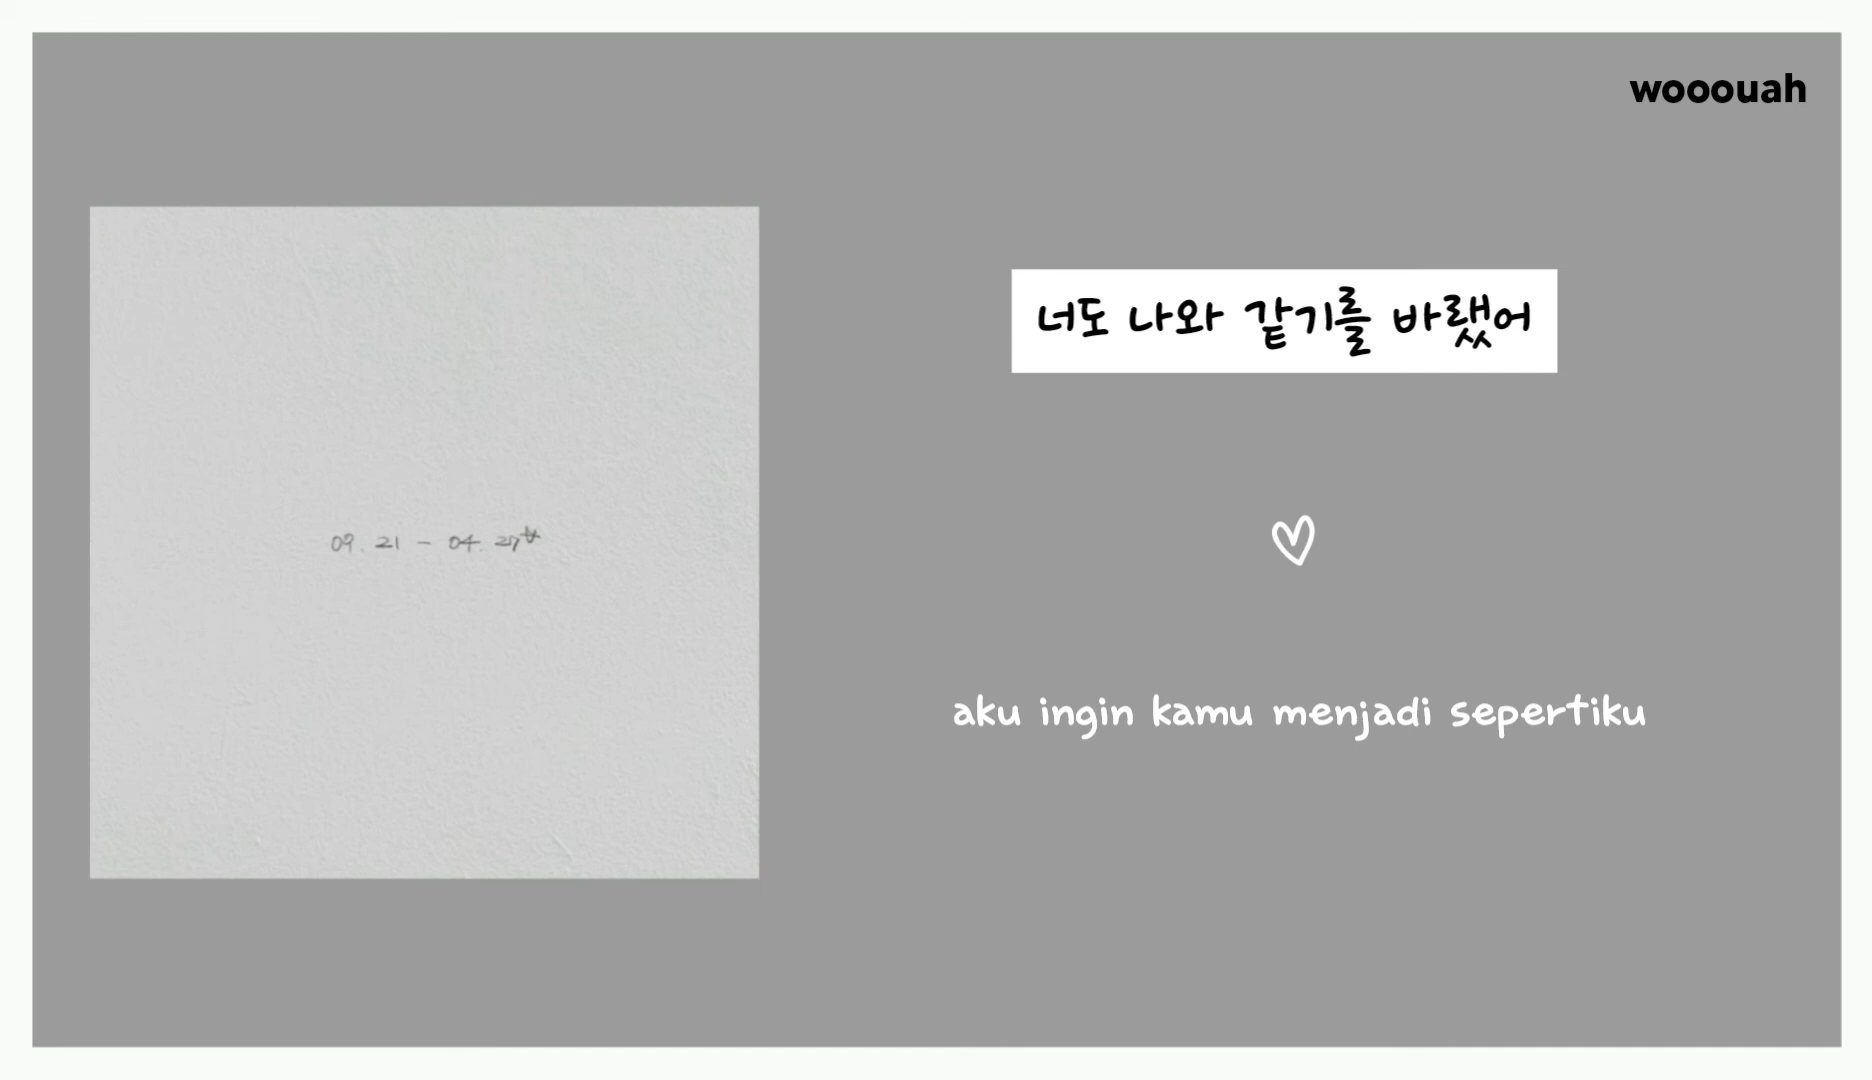 wooouah
너도 나와 같기를 바랬어
09. 21 - 04. 27
aku ingin kamu menjadi sepertiku